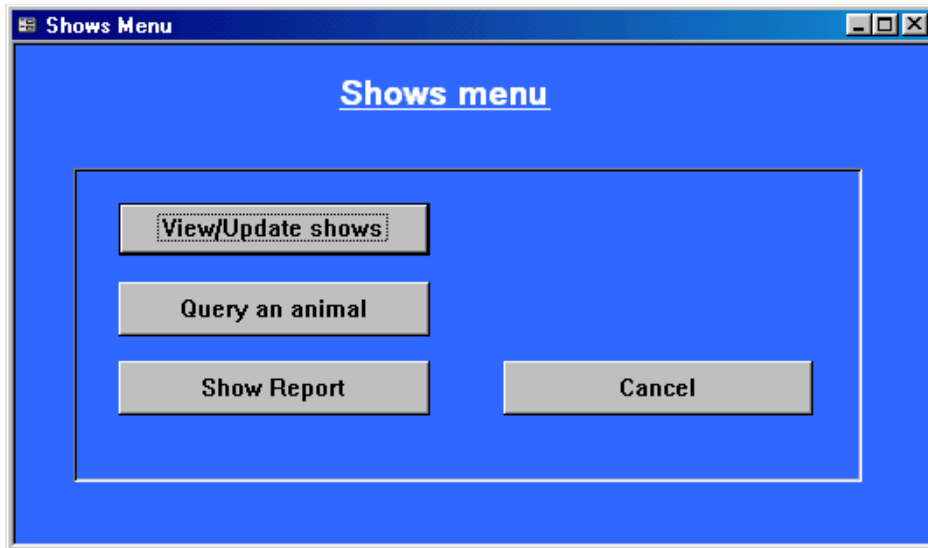 Shows Menu
Shows menu
View/Update shows
Query an animal
Show Report
Cancel